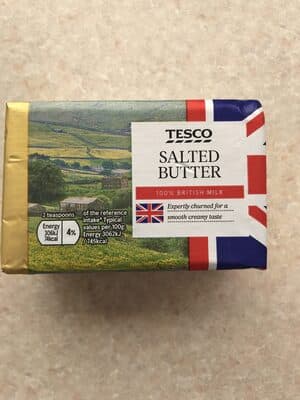 TESCO
SALTED
BUTTER
100% BRITISH MILK
Expertly churned for a
smooth creamy taste
2 teaspoons
Energy
306kJ
74kcal
4%
of the reference
intake* Typical
values per 100g:
Energy 3062kJ
/745kcal